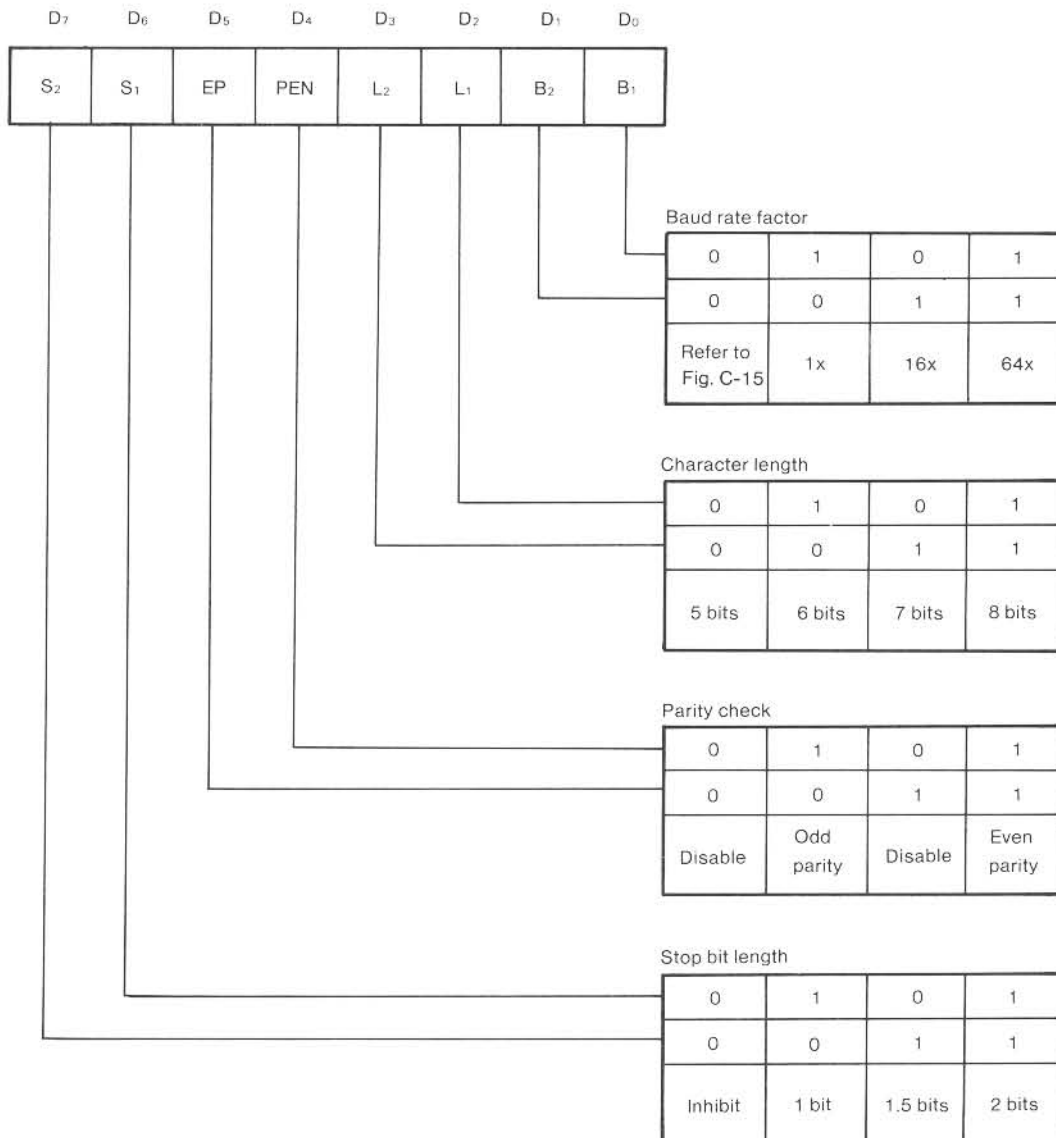 D₇ D₆ D₅ D₄ D₃ D₂ D₁ D₀
S₂ S₁ EP PEN L₂ L₁ B₂ B₁
Baud rate factor
0 1 0 1
0 0 1 1
Refer to Fig. C-15 1x 16x 64x
Character length
0 1 0 1
0 0 1 1
5 bits 6 bits 7 bits 8 bits
Parity check
0 1 0 1
0 0 1 1
Disable Odd parity Disable Even parity
Stop bit length
0 1 0 1
0 0 1 1
Inhibit 1 bit 1.5 bits 2 bits